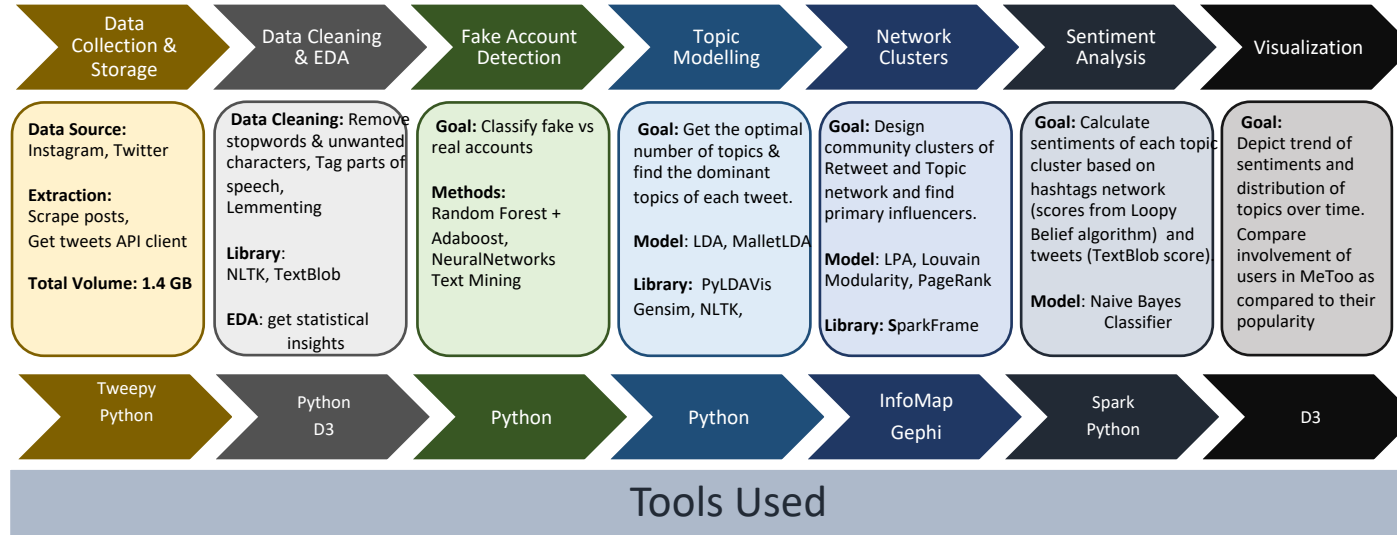 Data
Collection &
Storage
Data Cleaning
& EDA
Fake Account
Detection
Topic
Modelling
Network
Clusters
Sentiment
Analysis
Visualization
Data Source:
Instagram, Twitter
Extraction:
Scrape posts,
Get tweets API client
Total Volume: 1.4 GB
Data Cleaning: Remove
stopwords & unwanted
characters, Tag parts of
speech,
Lemmenting
Library:
NLTK, TextBlob
EDA: get statistical
insights
Goal: Classify fake vs
real accounts
Methods:
Random Forest +
Adaboost,
NeuralNetworks
Text Mining
Goal: Get the optimal
number of topics &
find the dominant
topics of each tweet.
Model: LDA, MalletLDA
Library: PyLDAVis
Gensim, NLTK,
Goal: Design
community clusters of
Retweet and Topic
network and find
primary influencers.
Model: LPA, Louvain
Modularity, PageRank
Library: SparkFrame
Goal: Calculate
sentiments of each topic
cluster based on
hashtags network
(scores from Loopy
Belief algorithm) and
tweets (TextBlob score).
Model: Naive Bayes
Classifier
Goal:
Depict trend of
sentiments and
distribution of
topics over time.
Compare
involvement of
users in MeToo as
compared to their
popularity
Tweepy
Python
Python
D3
Python
Python
InfoMap
Gephi
Spark
Python
D3
Tools Used